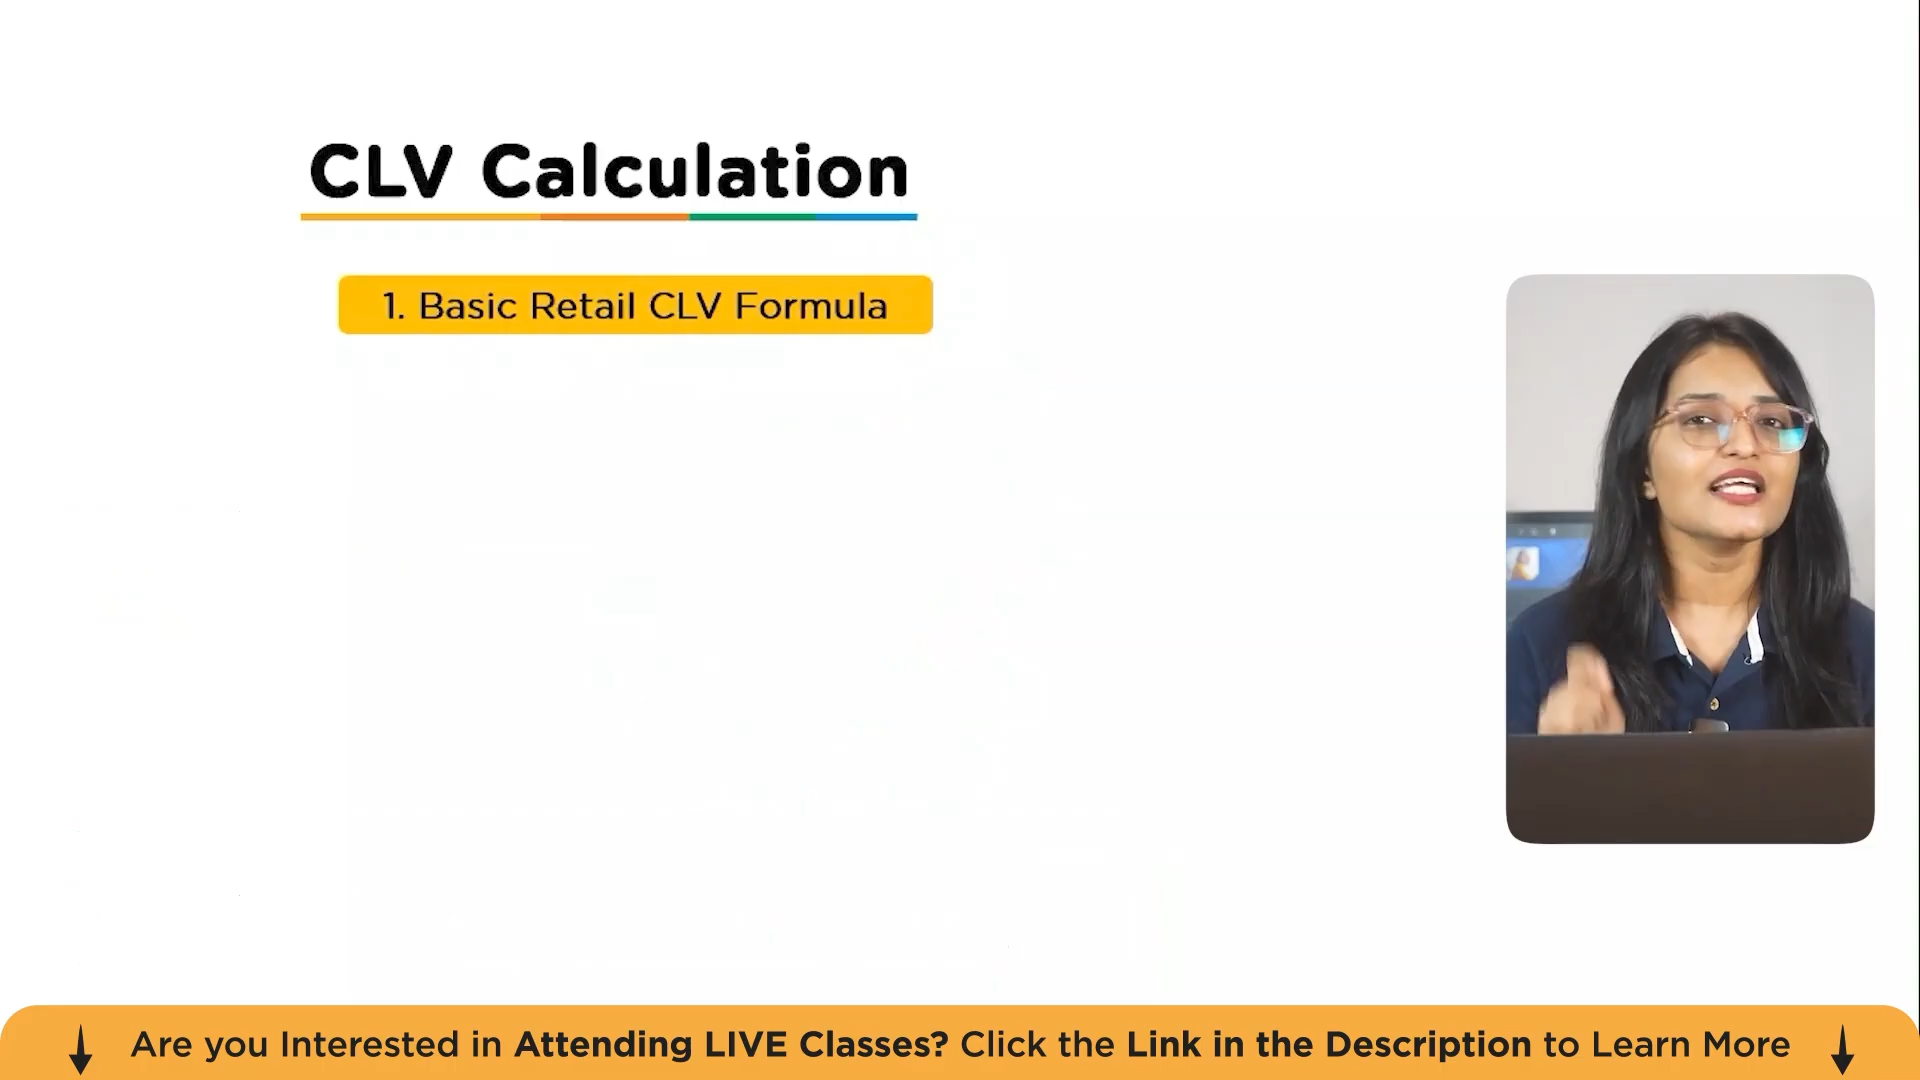 CLV Calculation
1. Basic Retail CLV Formula
Are you Interested in Attending LIVE Classes? Click the Link in the Description to Learn More